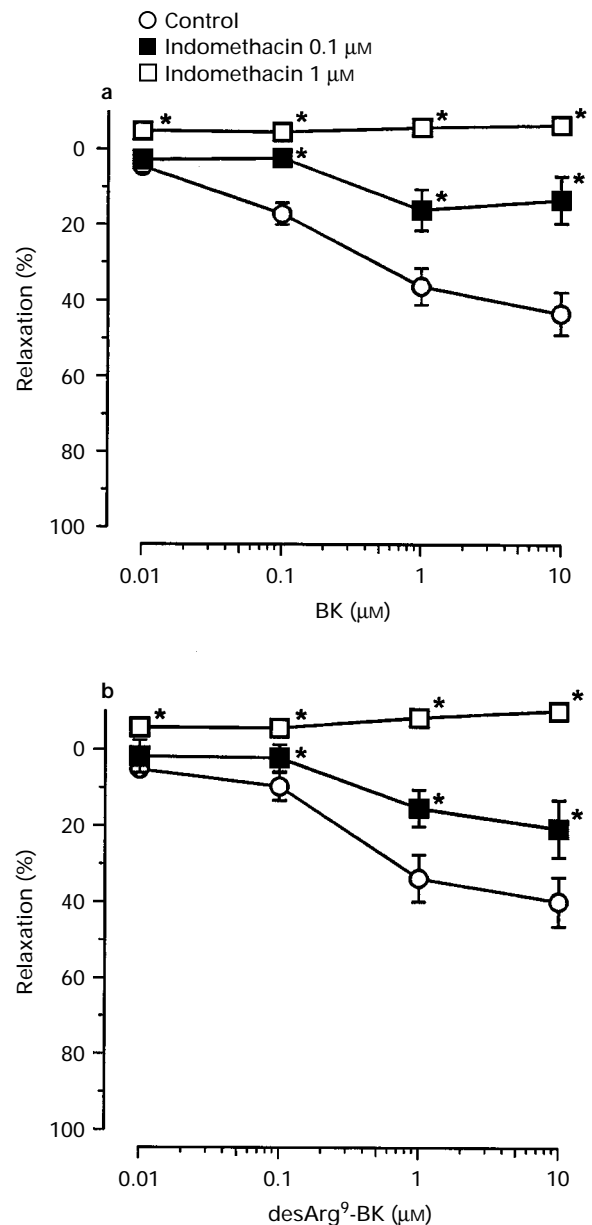 Control
Indomethacin 0.1 μM
Indomethacin 1 μM
a
* * * *
* * *
0
20
40
60
80
100
Relaxation (%)
0.01 0.1 1 10
BK (μM)
b
* * * *
* * *
0
20
40
60
80
100
Relaxation (%)
0.01 0.1 1 10
desArg⁹-BK (μM)